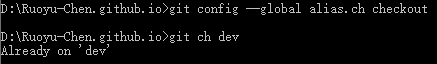 D:\Ruoyu-Chen.github.io>git config --global alias.ch checkout
D:\Ruoyu-Chen.github.io>git ch dev
Already on 'dev'